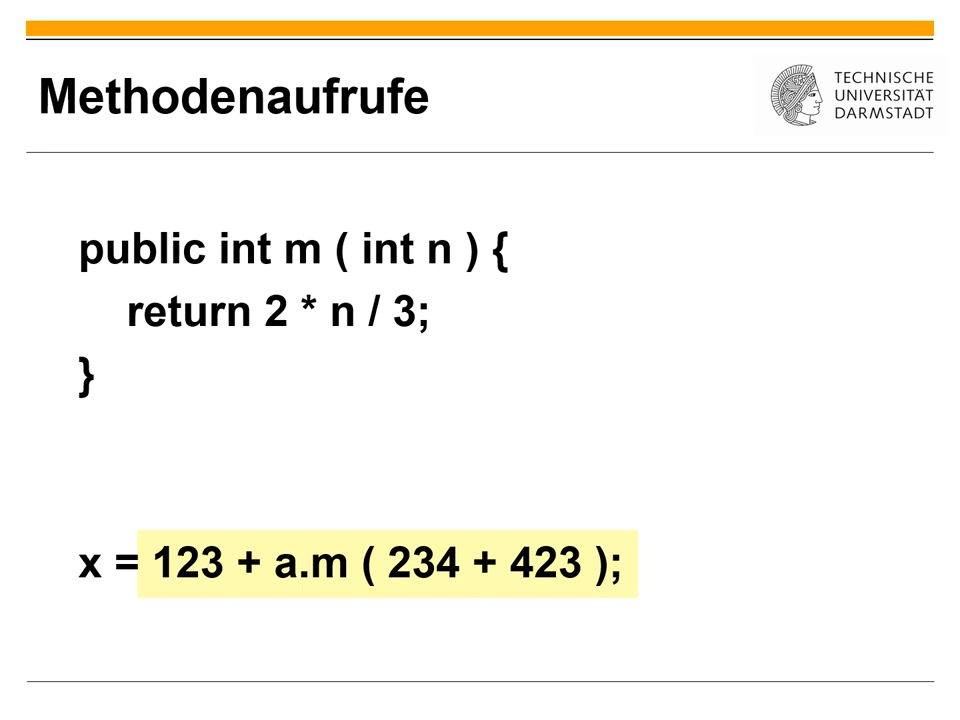 Methodenaufrufe
TECHNISCHE
UNIVERSITÄT
DARMSTADT
public int m ( int n ) {
return 2 * n / 3;
}
x = 123 + a.m ( 234 + 423 );